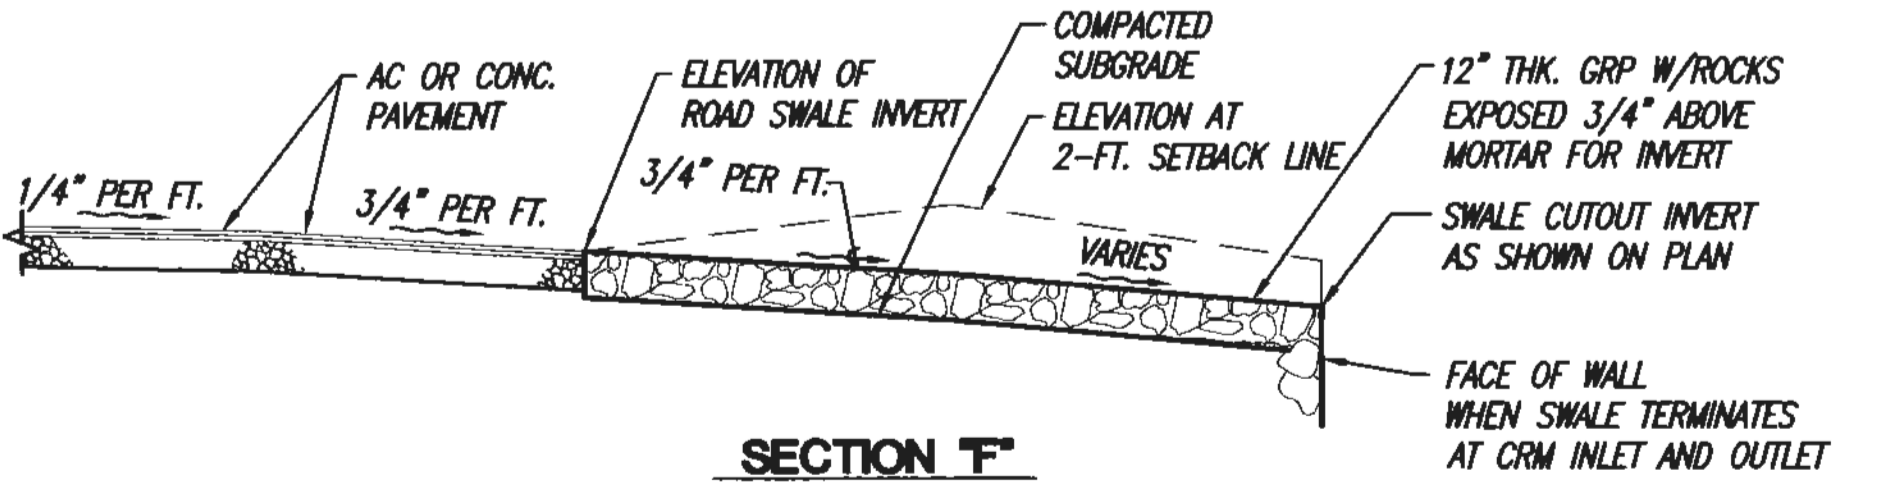 AC OR CONC.
PAVEMENT
1/4" PER FT.
3/4" PER FT.
ELEVATION OF
ROAD SWALE INVERT
3/4" PER FT.
COMPACTED
SUBGRADE
ELEVATION AT
2-FT. SETBACK LINE
VARIES
12" THK. GRP W/ROCKS
EXPOSED 3/4" ABOVE
MORTAR FOR INVERT
SWALE CUTOUT INVERT
AS SHOWN ON PLAN
FACE OF WALL
WHEN SWALE TERMINATES
AT CRM INLET AND OUTLET
SECTION "F"